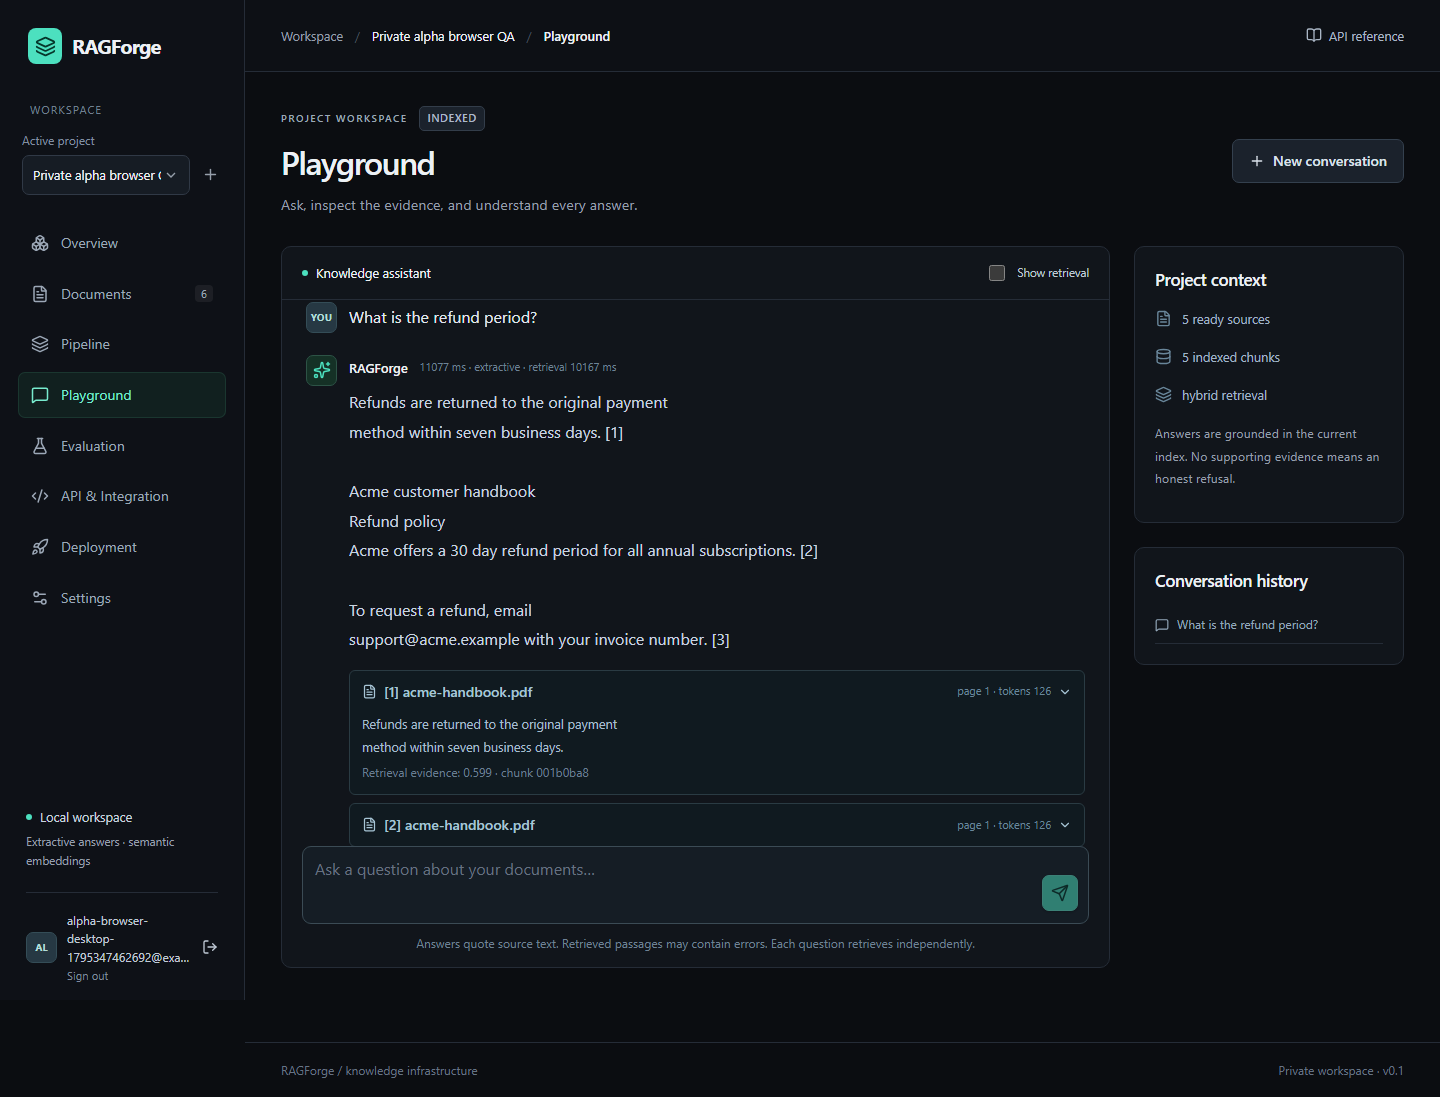 RAGForge
WORKSPACE
Active project
Private alpha browser
Overview
Documents 6
Pipeline
Playground
Evaluation
API & Integration
Deployment
Settings
Local workspace
Extractive answers · semantic
embeddings
AL
alpha-browser-
desktop-
1795347462692@exa...
Sign out
Workspace / Private alpha browser QA / Playground
API reference
PROJECT WORKSPACE INDEXED
Playground
Ask, inspect the evidence, and understand every answer.
+ New conversation
Knowledge assistant
Show retrieval
YOU What is the refund period?
RAGForge 11077 ms · extractive · retrieval 10167 ms
Refunds are returned to the original payment
method within seven business days. [1]
Acme customer handbook
Refund policy
Acme offers a 30 day refund period for all annual subscriptions. [2]
To request a refund, email
support@acme.example with your invoice number. [3]
[1] acme-handbook.pdf page 1 · tokens 126
Refunds are returned to the original payment
method within seven business days.
Retrieval evidence: 0.599 · chunk 001b0ba8
[2] acme-handbook.pdf page 1 · tokens 126
Ask a question about your documents...
Answers quote source text. Retrieved passages may contain errors. Each question retrieves independently.
Project context
5 ready sources
5 indexed chunks
hybrid retrieval
Answers are grounded in the current
index. No supporting evidence means an
honest refusal.
Conversation history
What is the refund period?
RAGForge / knowledge infrastructure
Private workspace · v0.1